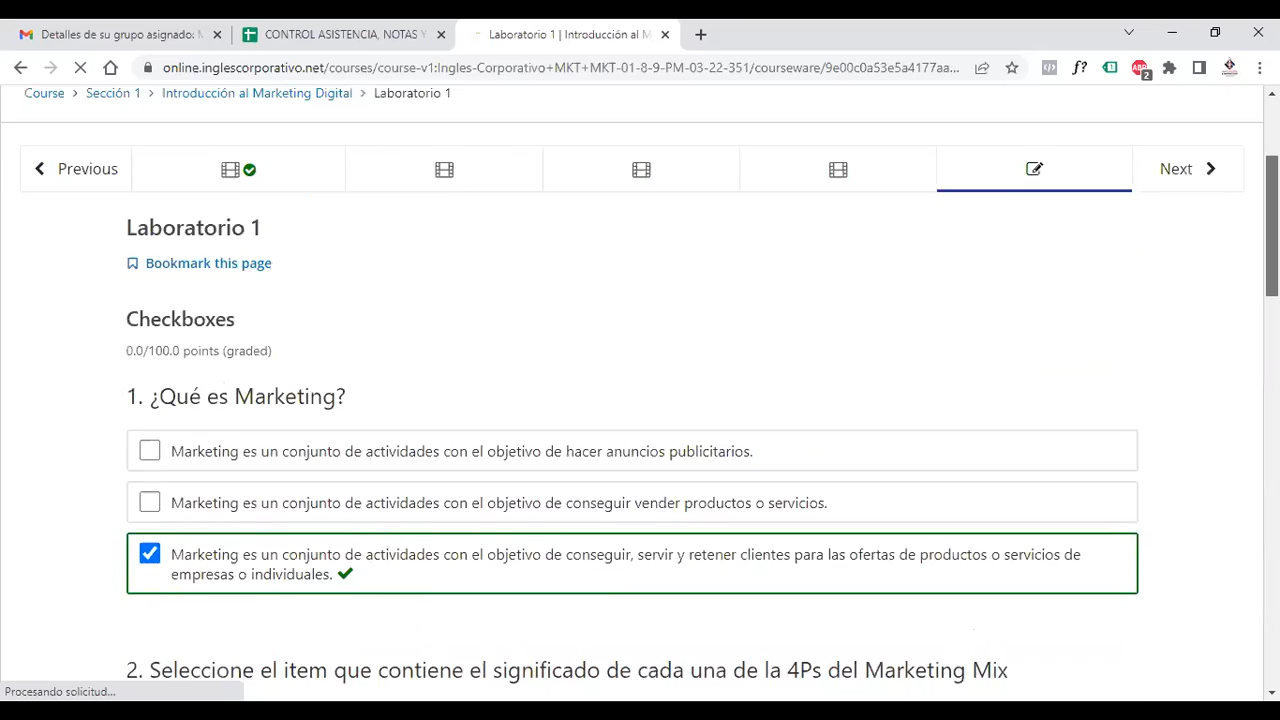 Detalles de su grupo asignado: M
CONTROL ASISTENCIA, NOTAS Y
Laboratorio 1 | Introducción al M
online.inglescorporativo.net/courses/course-v1:Ingles-Corporativo+MKT+MKT-01-8-9-PM-03-22-351/courseware/9e00c0a53e5a4177aa...
f?
ABP
2
Course > Sección 1 > Introducción al Marketing Digital > Laboratorio 1
Previous
Next
Laboratorio 1
Bookmark this page
Checkboxes
0.0/100.0 points (graded)
1. ¿Qué es Marketing?
Marketing es un conjunto de actividades con el objetivo de hacer anuncios publicitarios.
Marketing es un conjunto de actividades con el objetivo de conseguir vender productos o servicios.
Marketing es un conjunto de actividades con el objetivo de conseguir, servir y retener clientes para las ofertas de productos o servicios de
empresas o individuales.
2. Seleccione el item que contiene el significado de cada una de la 4Ps del Marketing Mix
Procesando solicitud...